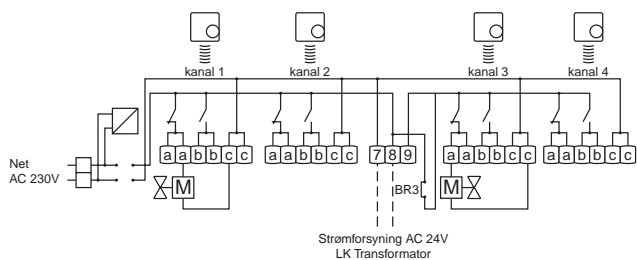 kanal 1
kanal 2
kanal 3
kanal 4
a a b b c c
a a b b c c
7 8 9
a a b b c c
a a b b c c
Net
AC 230V
M
BR3
M
Strømforsyning AC 24V
LK Transformator